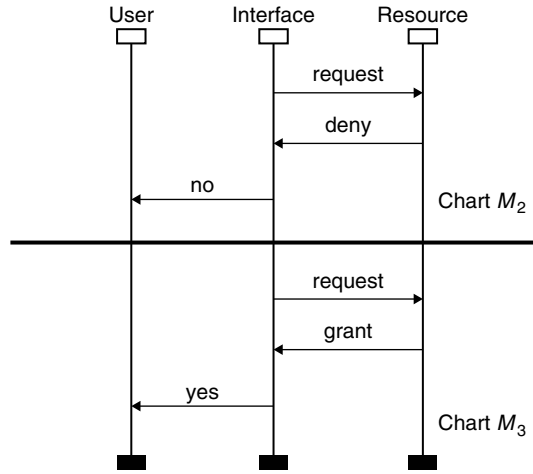 User Interface Resource
request
deny
no
Chart M2
request
grant
yes
Chart M3